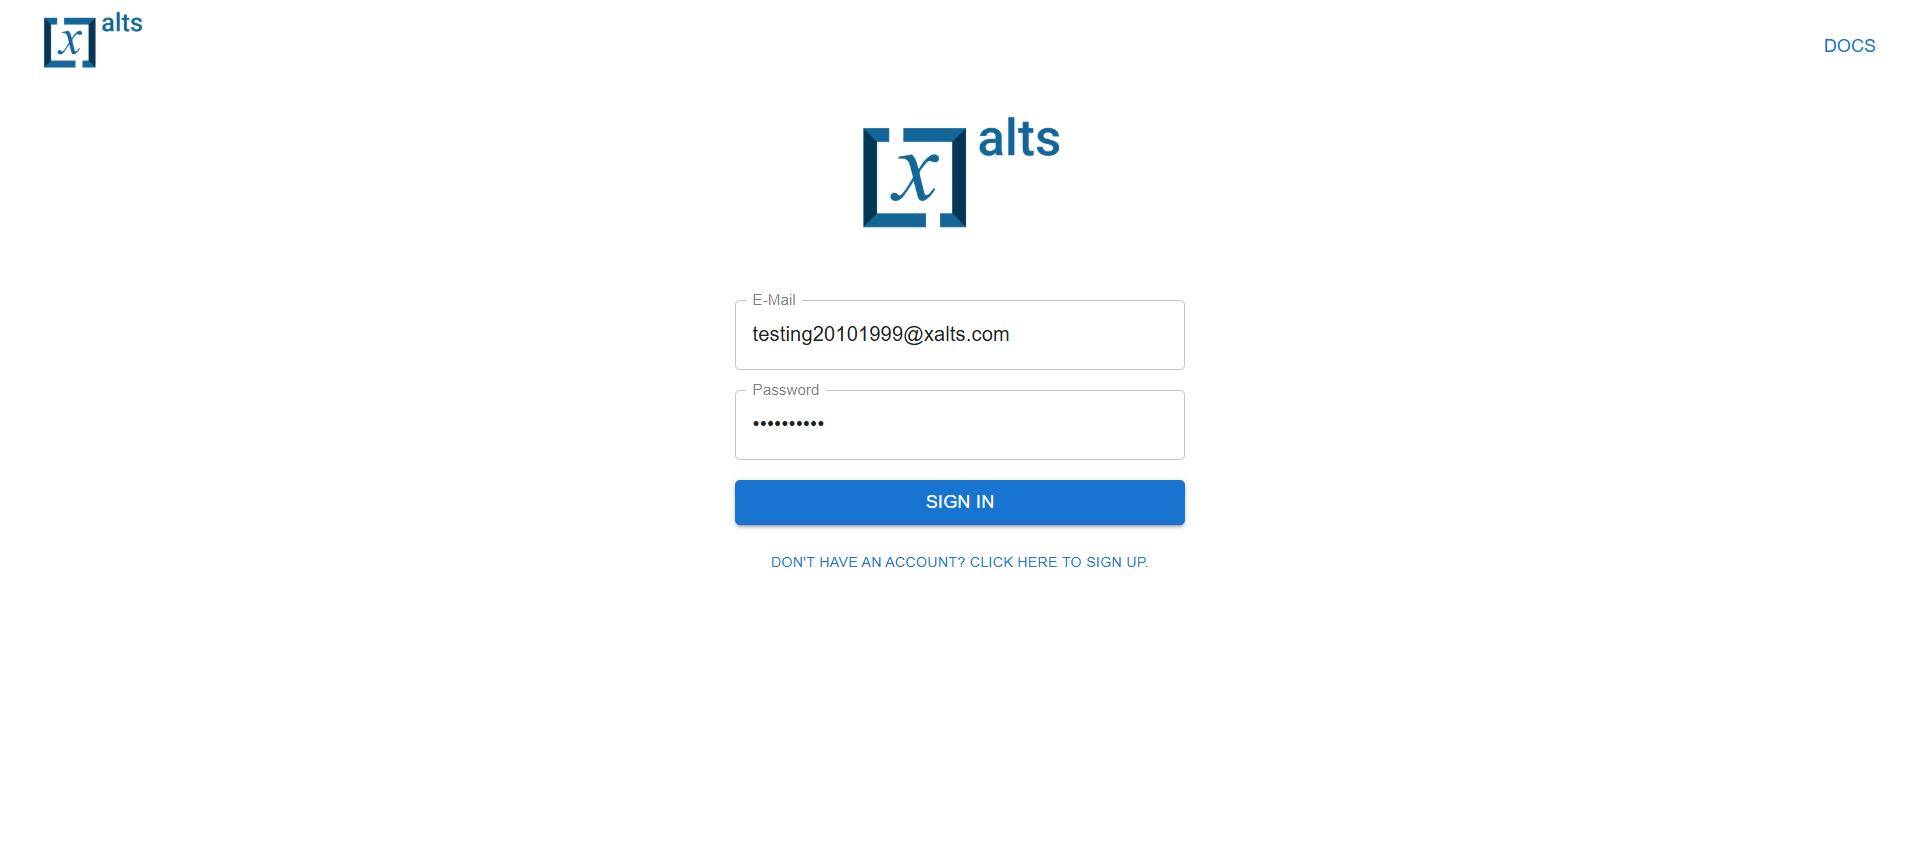 [x] alts
DOCS
[x] alts
E-Mail
testing20101999@xalts.com
Password
••••••••••
SIGN IN
DON'T HAVE AN ACCOUNT? CLICK HERE TO SIGN UP.